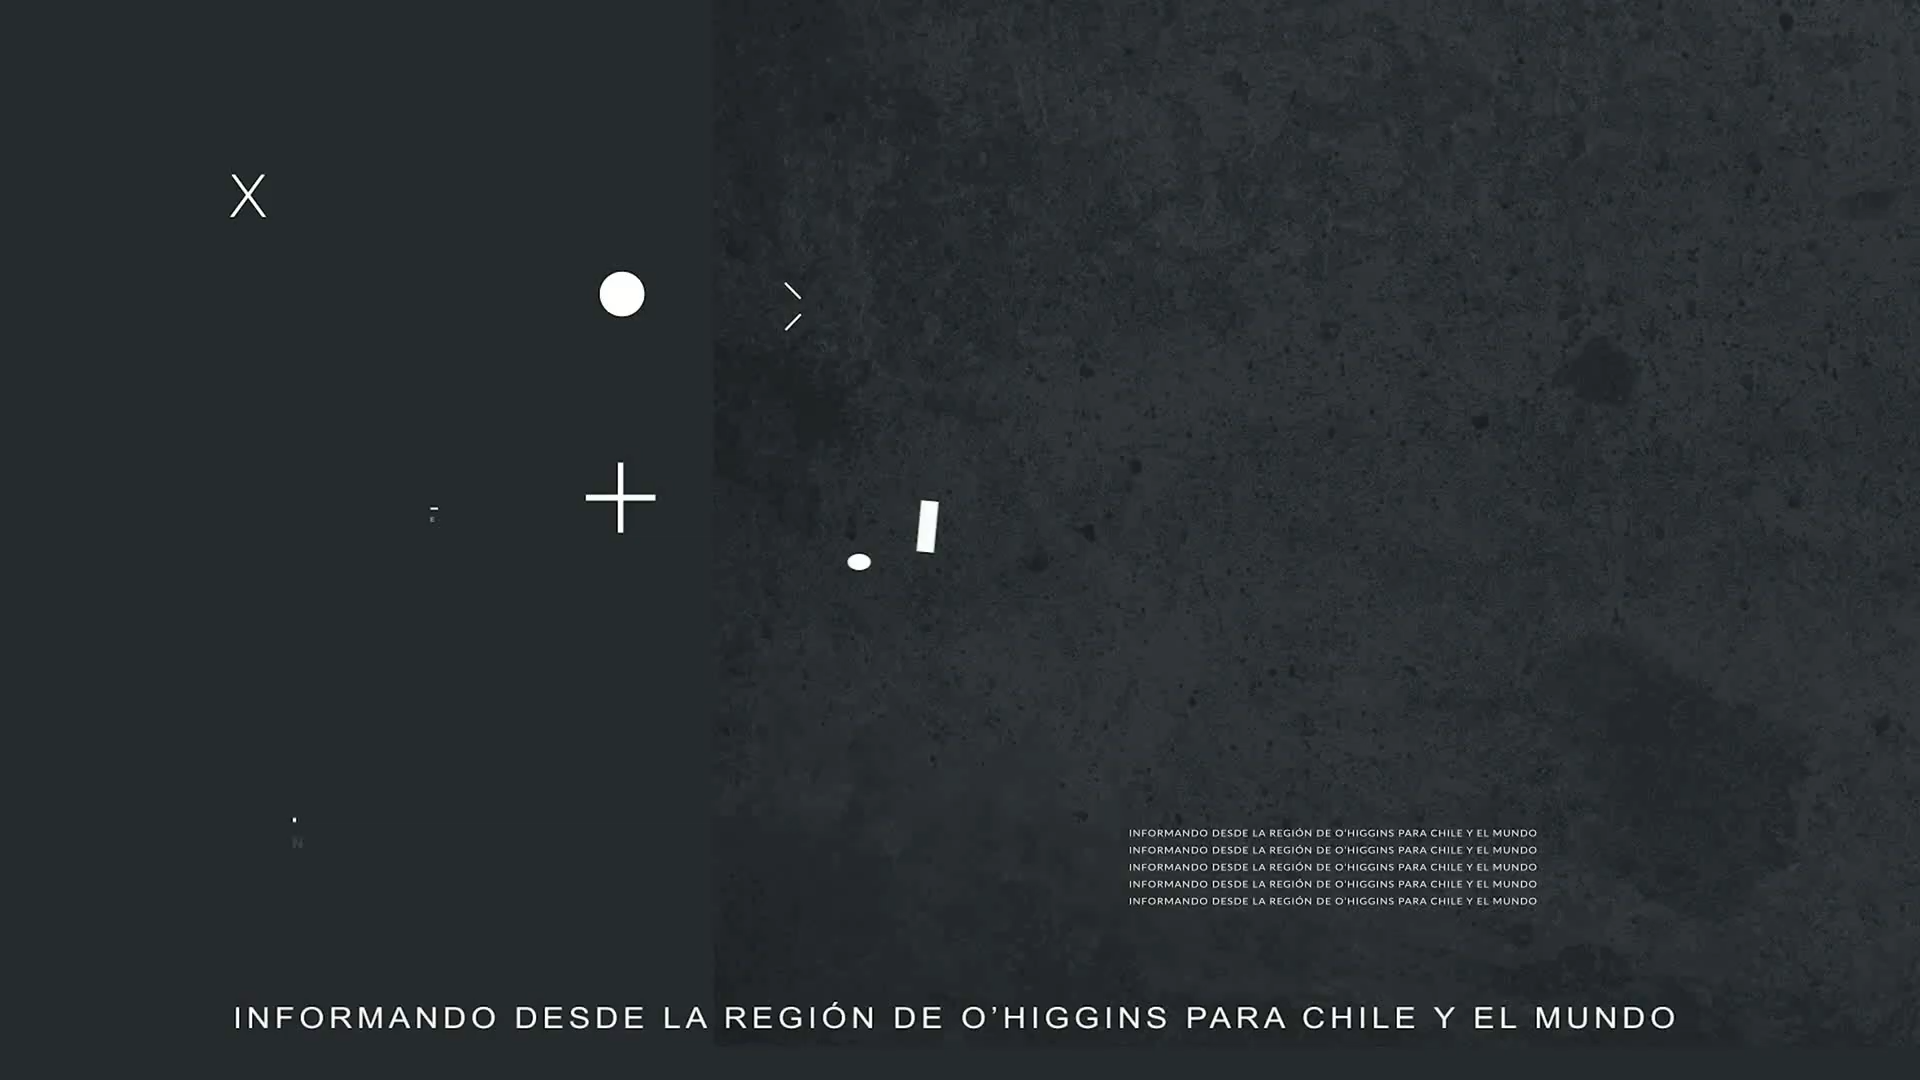 X
E
N
INFORMANDO DESDE LA REGIÓN DE O'HIGGINS PARA CHILE Y EL MUNDO
INFORMANDO DESDE LA REGIÓN DE O'HIGGINS PARA CHILE Y EL MUNDO
INFORMANDO DESDE LA REGIÓN DE O'HIGGINS PARA CHILE Y EL MUNDO
INFORMANDO DESDE LA REGIÓN DE O'HIGGINS PARA CHILE Y EL MUNDO
INFORMANDO DESDE LA REGIÓN DE O'HIGGINS PARA CHILE Y EL MUNDO
INFORMANDO DESDE LA REGIÓN DE O’HIGGINS PARA CHILE Y EL MUNDO